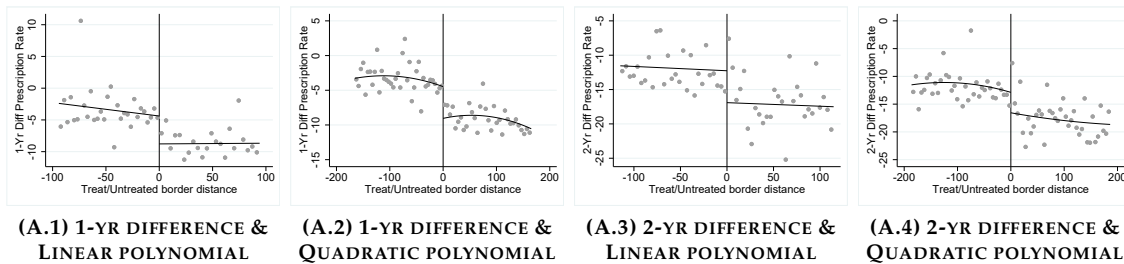 1-Yr Diff Prescription Rate
10
5
0
-5
-10
-100
-50
0
50
100
Treat/Untreated border distance
(A.1) 1-YR DIFFERENCE &
LINEAR POLYNOMIAL
1-Yr Diff Prescription Rate
5
0
-5
-10
-15
-200
-100
0
100
200
Treat/Untreated border distance
(A.2) 1-YR DIFFERENCE &
QUADRATIC POLYNOMIAL
2-Yr Diff Prescription Rate
-5
-10
-15
-20
-25
-100
-50
0
50
100
Treat/Untreated border distance
(A.3) 2-YR DIFFERENCE &
LINEAR POLYNOMIAL
2-Yr Diff Prescription Rate
0
-5
-10
-15
-20
-25
-200
-100
0
100
200
Treat/Untreated border distance
(A.4) 2-YR DIFFERENCE &
QUADRATIC POLYNOMIAL